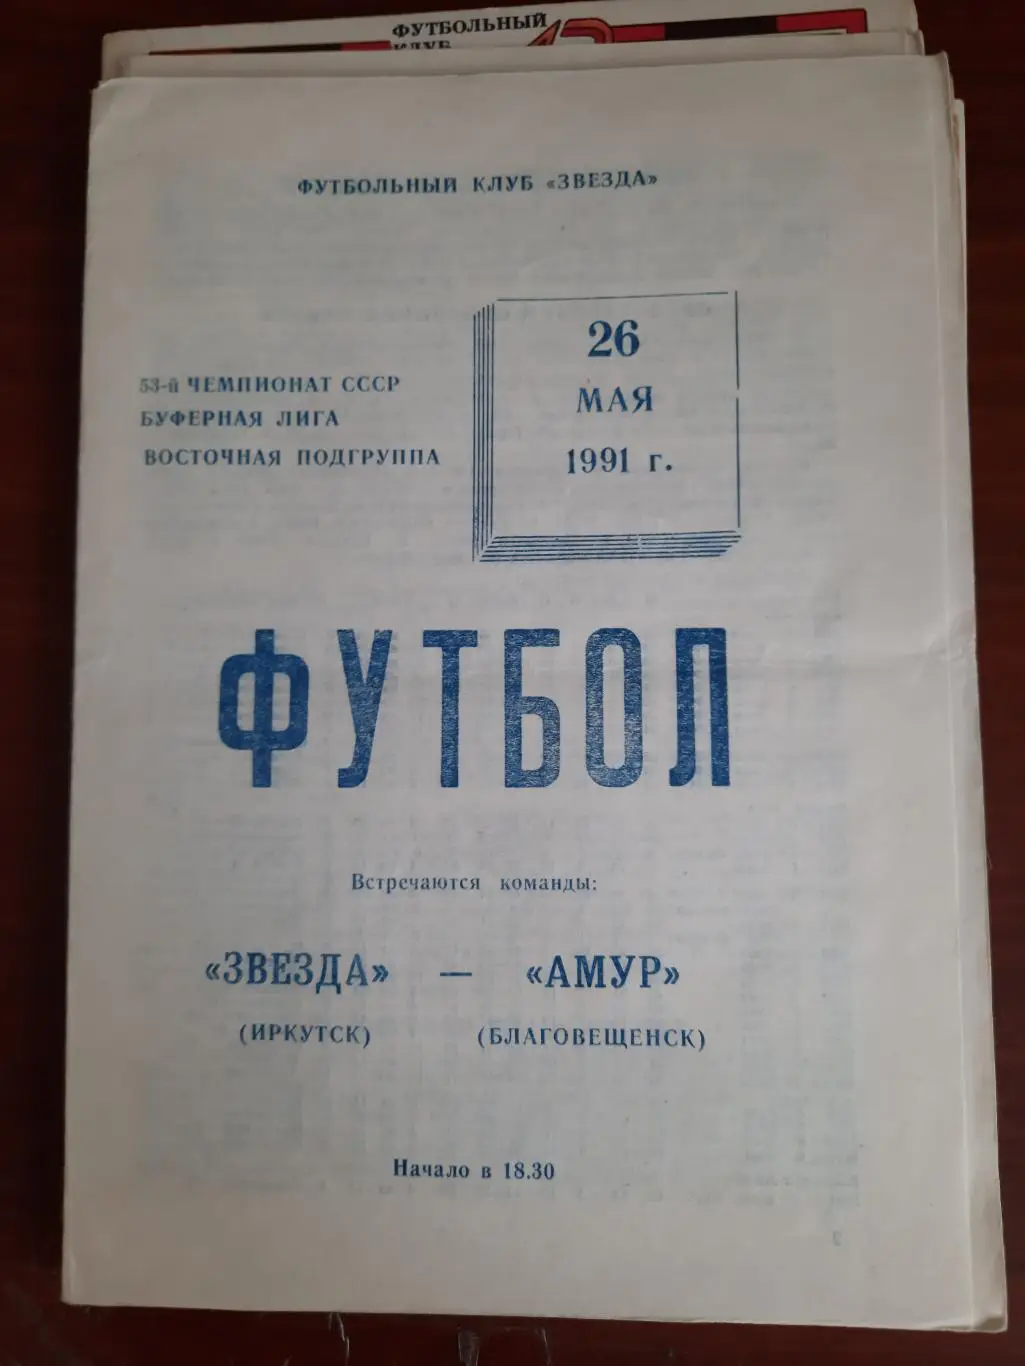 ФУТБОЛЬНЫЙ
КЛУБ
ФУТБОЛЬНЫЙ КЛУБ «ЗВЕЗДА»
26
МАЯ
1991 г.
53-й ЧЕМПИОНАТ СССР
БУФЕРНАЯ ЛИГА
ВОСТОЧНАЯ ПОДГРУППА
ФУТБОЛ
Встречаются команды:
«ЗВЕЗДА» — «АМУР»
(ИРКУТСК) (БЛАГОВЕЩЕНСК)
Начало в 18.30